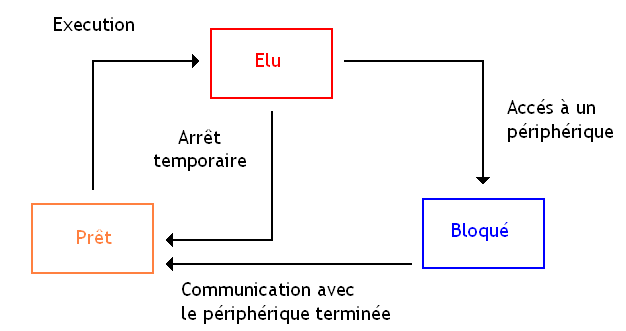 Execution
Elu
Accés à un
périphérique
Arrêt
temporaire
Prêt
Bloqué
Communication avec
le périphérique terminée